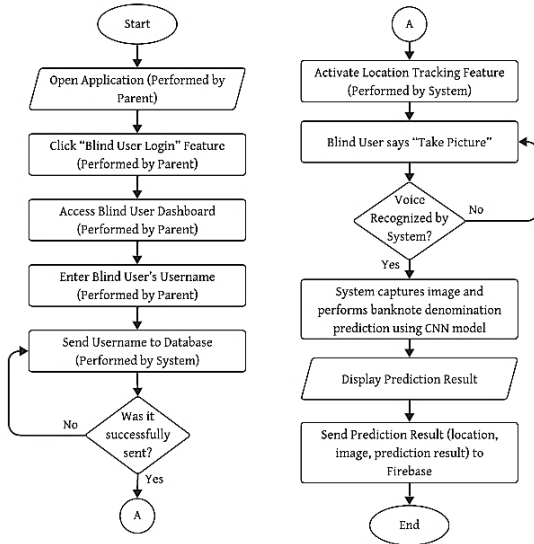 Start
Open Application (Performed by
Parent)
Click "Blind User Login" Feature
(Performed by Parent)
Access Blind User Dashboard
(Performed by Parent)
Enter Blind User's Username
(Performed by Parent)
Send Username to Database
(Performed by System)
No
Was it
successfully
sent?
Yes
A
A
Activate Location Tracking Feature
(Performed by System)
Blind User says "Take Picture"
Voice
Recognized by
System?
No
Yes
System captures image and
performs banknote denomination
prediction using CNN model
Display Prediction Result
Send Prediction Result (location,
image, prediction result) to
Firebase
End